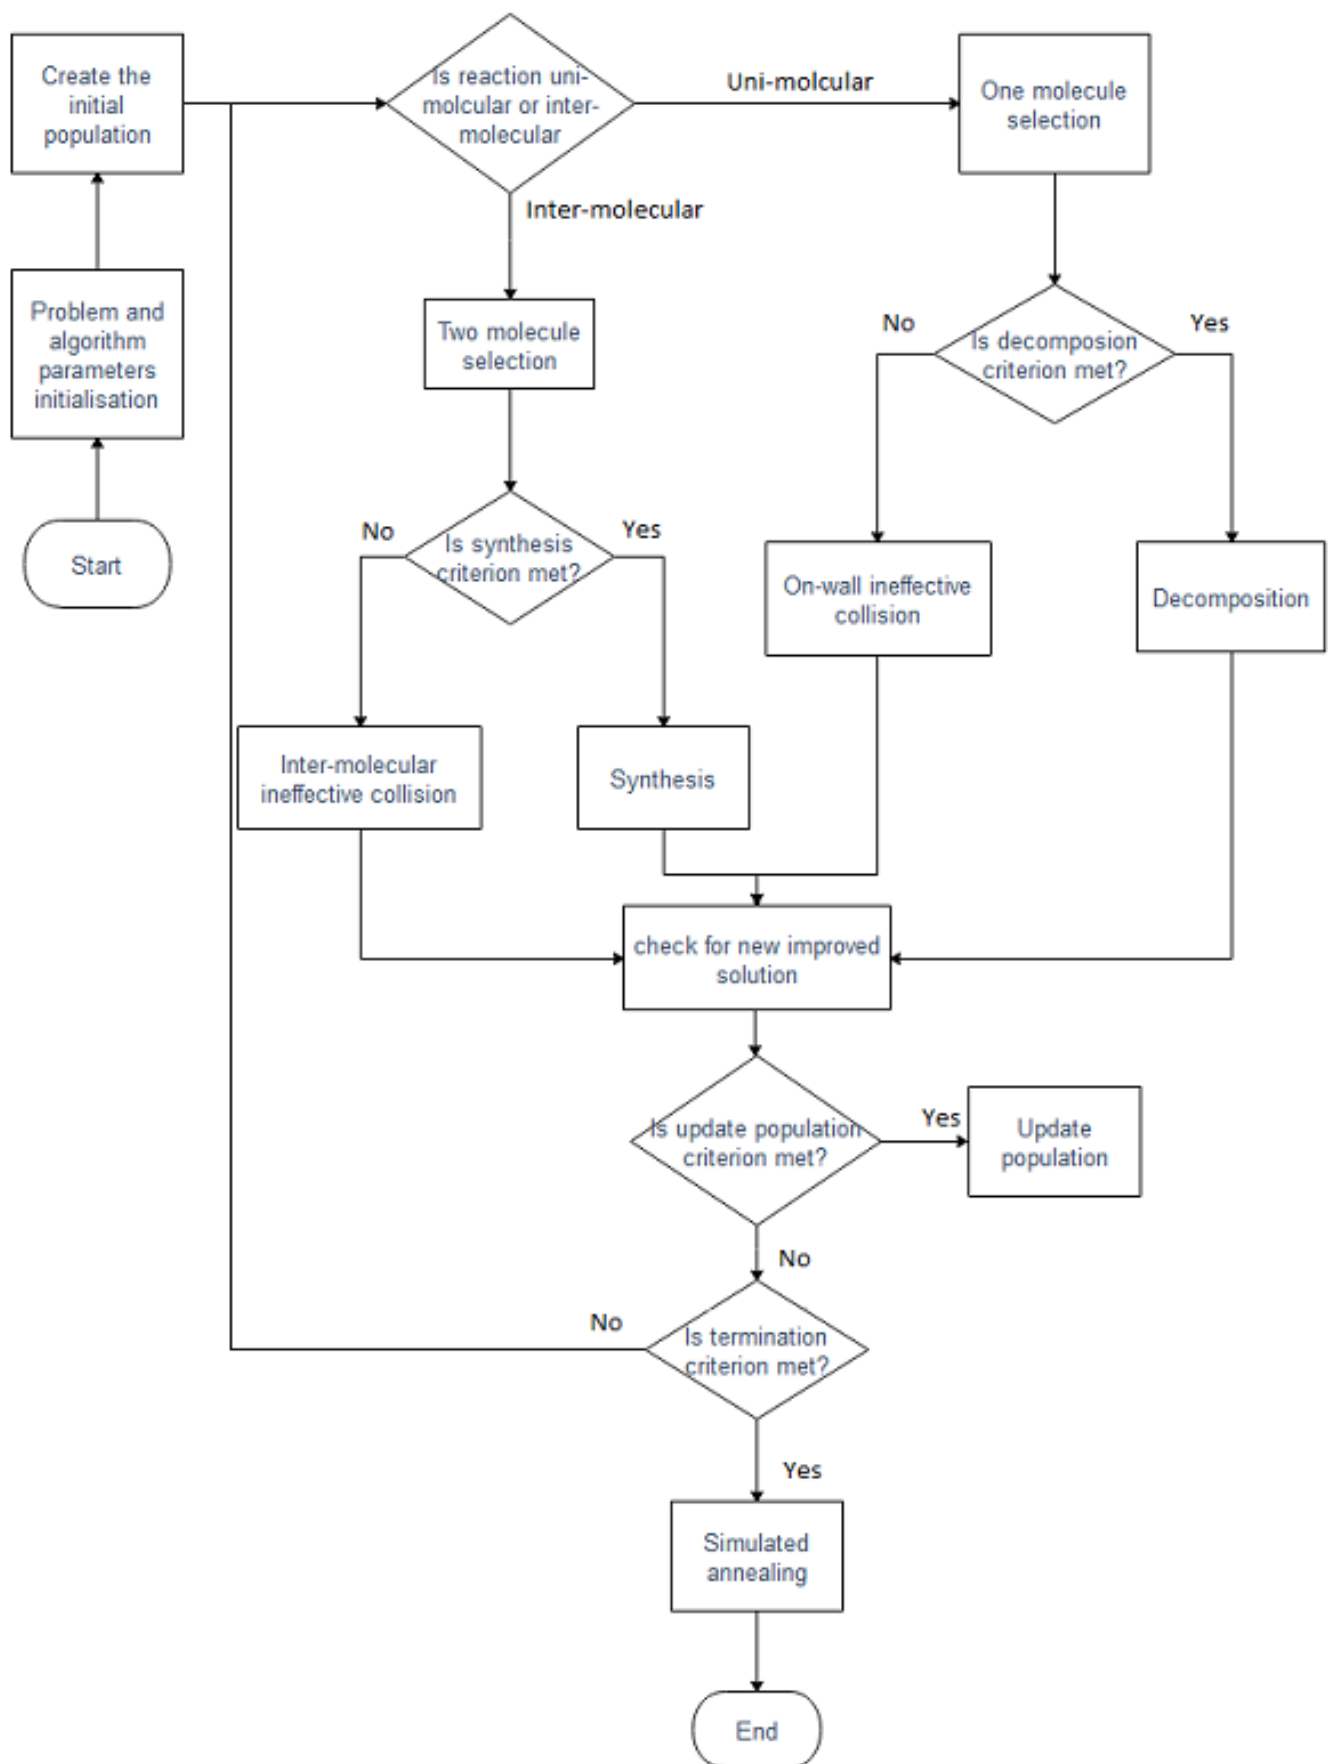 Create the
initial
population
Is reaction uni-
molcular or inter-
molecular
Uni-molcular
One molecule
selection
Inter-molecular
Problem and
algorithm
parameters
initialisation
Two molecule
selection
No
Is decomposion
criterion met?
Yes
Start
No
Is synthesis
criterion met?
Yes
On-wall ineffective
collision
Decomposition
Inter-molecular
ineffective collision
Synthesis
check for new improved
solution
Is update population
criterion met?
Yes
Update
population
No
No
Is termination
criterion met?
Yes
Simulated
annealing
End